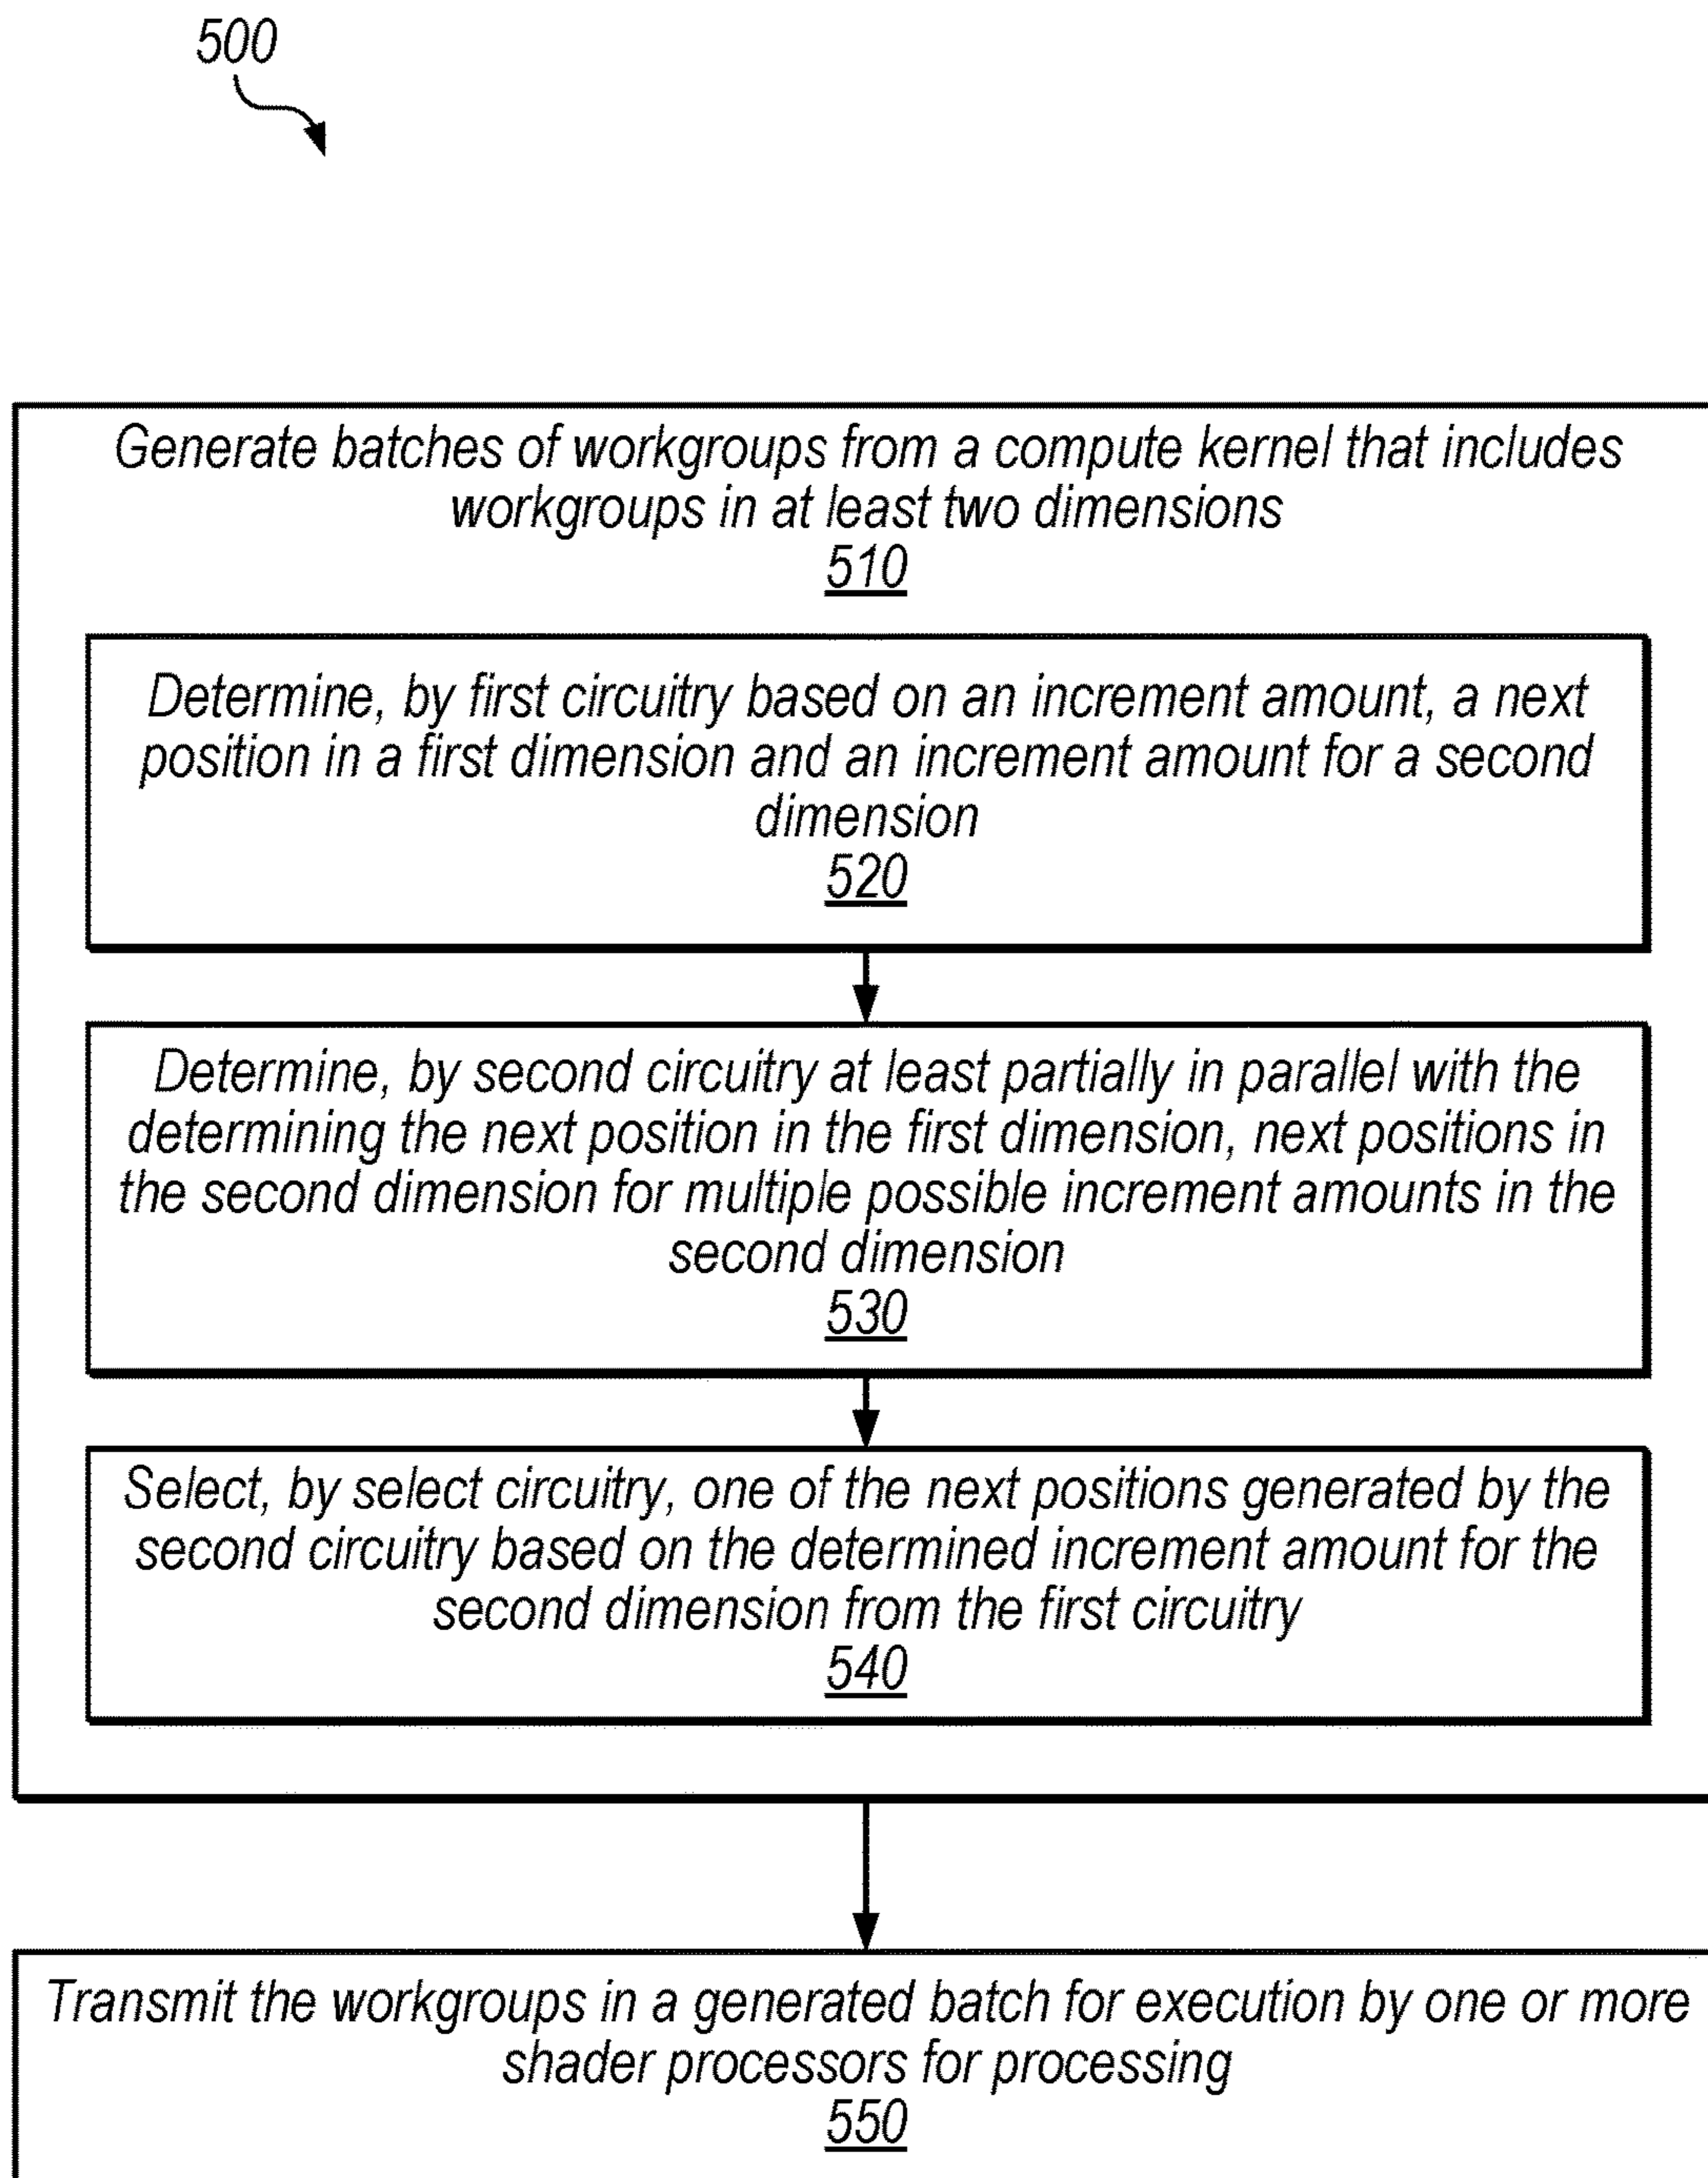 500
Generate batches of workgroups from a compute kernel that includes
workgroups in at least two dimensions
510
Determine, by first circuitry based on an increment amount, a next
position in a first dimension and an increment amount for a second
dimension
520
Determine, by second circuitry at least partially in parallel with the
determining the next position in the first dimension, next positions in
the second dimension for multiple possible increment amounts in the
second dimension
530
Select, by select circuitry, one of the next positions generated by the
second circuitry based on the determined increment amount for the
second dimension from the first circuitry
540
Transmit the workgroups in a generated batch for execution by one or more
shader processors for processing
550